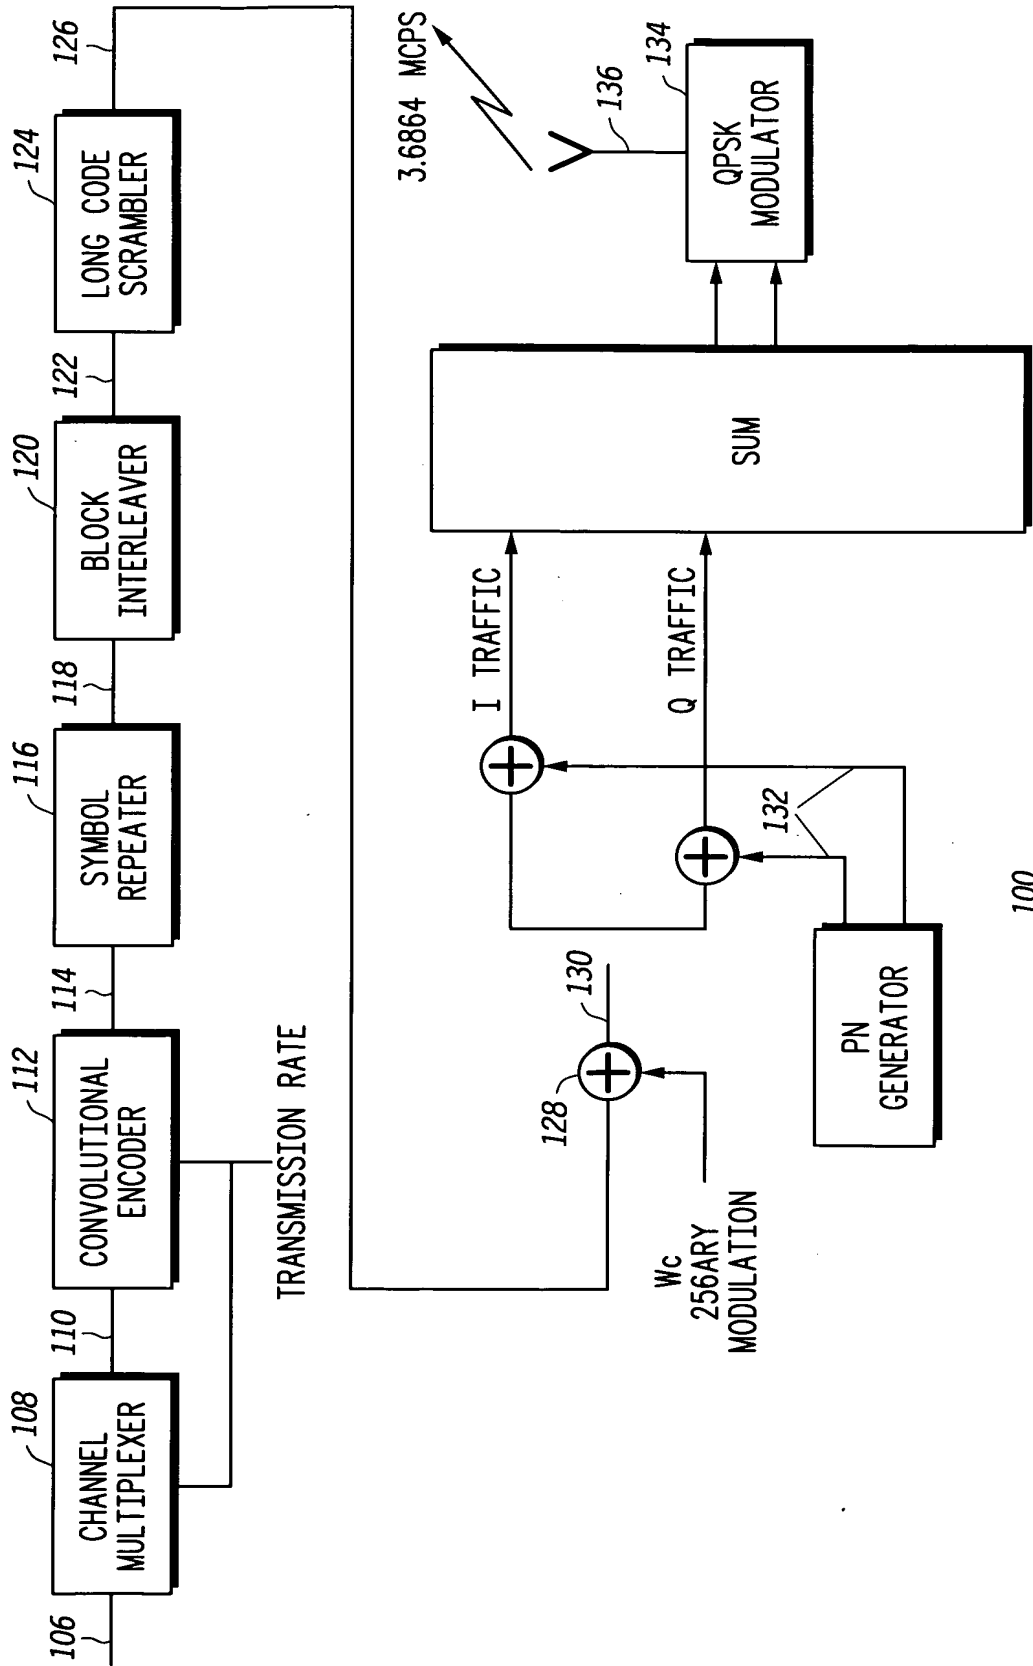 106
108
CHANNEL
MULTIPLEXER
110
112
CONVOLUTIONAL
ENCODER
TRANSMISSION RATE
114
116
SYMBOL
REPEATER
118
120
BLOCK
INTERLEAVER
122
124
LONG CODE
SCRAMBLER
126
Wc
256ARY
MODULATION
128
130
PN
GENERATOR
132
I TRAFFIC
Q TRAFFIC
SUM
QPSK
MODULATOR
134
136
3.6864 MCPS
100